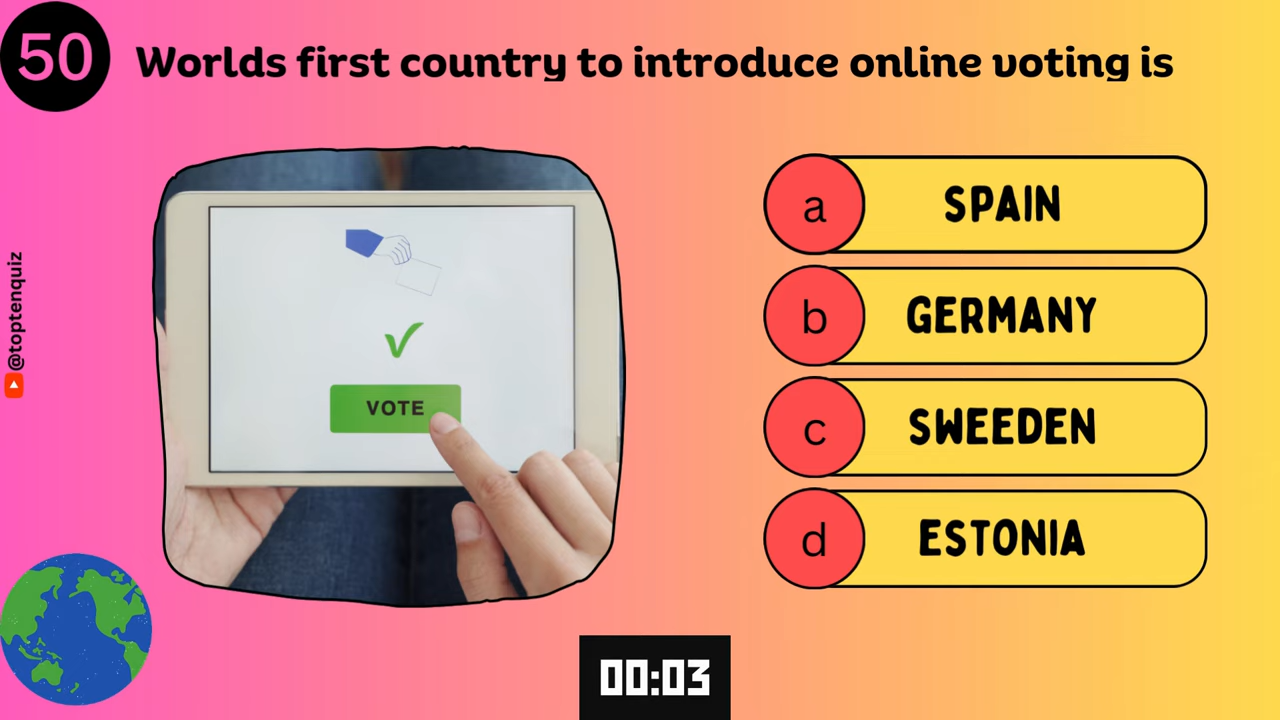 50
Worlds first country to introduce online voting is
@toptenquiz
VOTE
a
SPAIN
b
GERMANY
c
SWEEDEN
d
ESTONIA
00:03